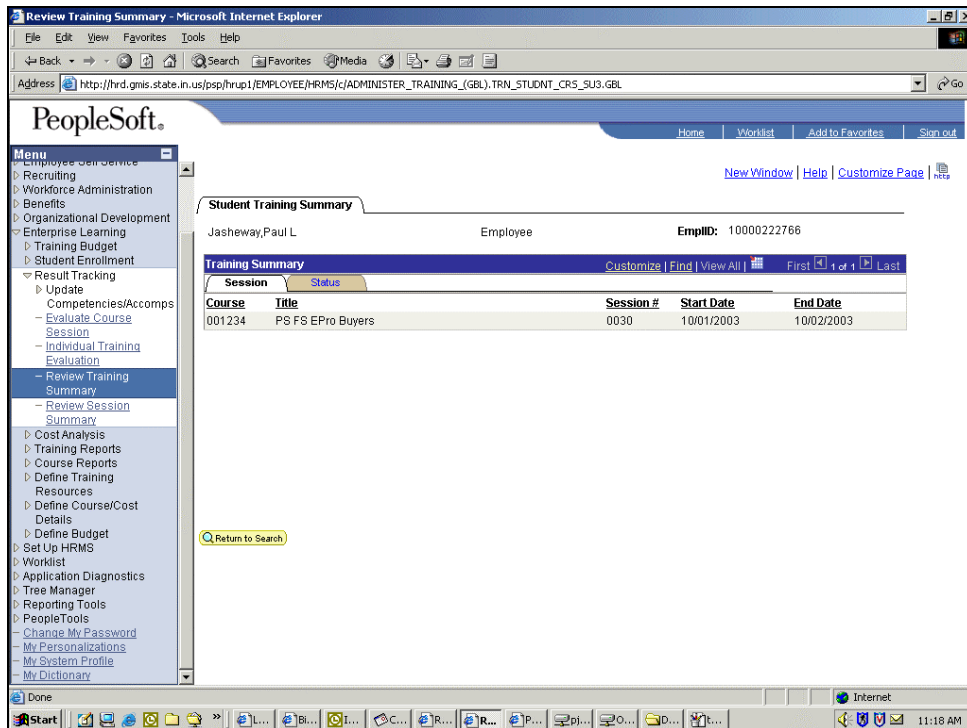 Review Training Summary - Microsoft Internet Explorer
File Edit View Favorites Tools Help
Back Search Favorites Media
Address http://hrd.gmis.state.in.us/psp/hrup1/EMPLOYEE/HRMS/c/ADMINISTER_TRAINING_(GBL).TRN_STUDNT_CRS_SU3.GBL Go
PeopleSoft.
Home Worklist Add to Favorites Sign out
Menu
Employee Self Service
Recruiting
Workforce Administration
Benefits
Organizational Development
Enterprise Learning
Training Budget
Student Enrollment
Result Tracking
Update
Competencies/Accomps
Evaluate Course
Session
Individual Training
Evaluation
Review Training
Summary
Review Session
Summary
Cost Analysis
Training Reports
Course Reports
Define Training
Resources
Define Course/Cost
Details
Define Budget
Set Up HRMS
Worklist
Application Diagnostics
Tree Manager
Reporting Tools
PeopleTools
Change My Password
My Personalizations
My System Profile
My Dictionary
New Window | Help | Customize Page | http
Student Training Summary
Jasheway,Paul L Employee EmplID: 10000222766
Training Summary Customize | Find | View All | First 1 of 1 Last
Session Status
Course Title Session # Start Date End Date
001234 PS FS EPro Buyers 0030 10/01/2003 10/02/2003
Return to Search
Done Internet
Start » L... Bi... I... C... R... R... P... pj... O... D... t... 11:18 AM